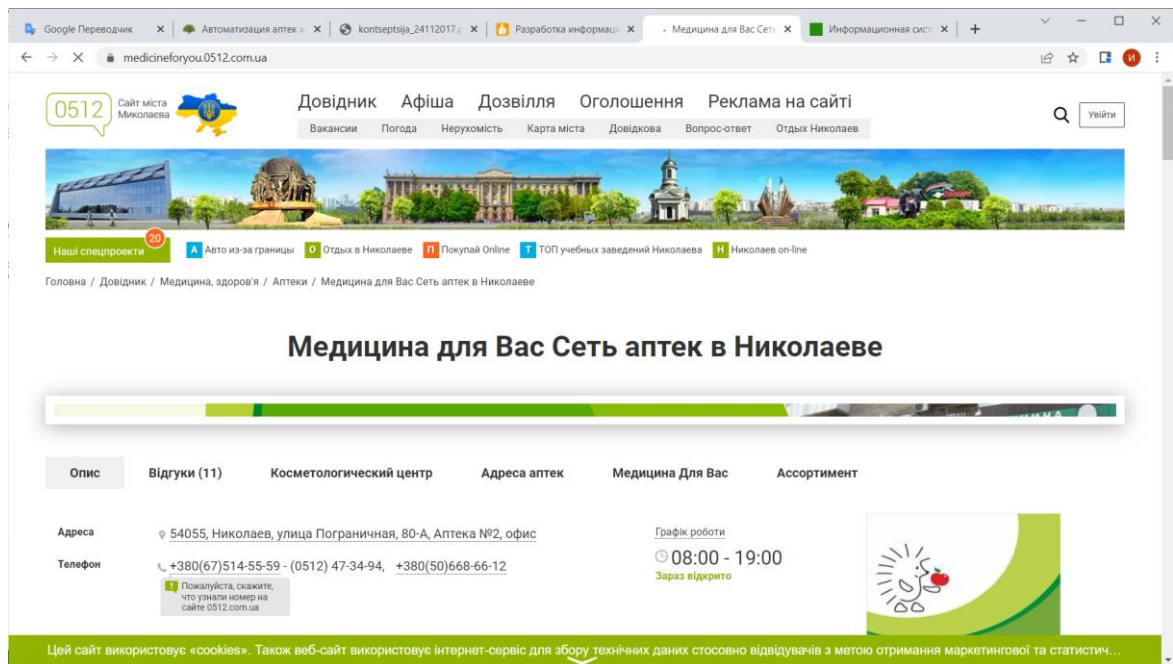 Google Переводчик
Автоматизация аптек и
kontseptsija_24112017.p
Разработка информаци
Медицина для Вас Сеть
Информационная сист
medicineforyou.0512.com.ua
И
0512 Сайт міста Миколаєва
Довідник Афіша Дозвілля Оголошення Реклама на сайті
Вакансии Погода Нерухомість Карта міста Довідкова Вопрос-ответ Отдых Николаев
Увійти
Наші спецпроекти 20
А Авто из-за границы О Отдых в Николаеве П Покупай Online Т ТОП учебных заведений Николаева Н Николаев on-line
Головна / Довідник / Медицина, здоров'я / Аптеки / Медицина для Вас Сеть аптек в Николаеве
Медицина для Вас Сеть аптек в Николаеве
Опис Відгуки (11) Косметологический центр Адреса аптек Медицина Для Вас Ассортимент
Адреса 54055, Николаев, улица Пограничная, 80-А, Аптека №2, офис
Телефон +380(67)514-55-59 - (0512) 47-34-94, +380(50)668-66-12
Пожалуйста, скажите,
что узнали номер на
сайте 0512.com.ua
Графік роботи
08:00 - 19:00
Зараз відкрито
Цей сайт використовує «cookies». Також веб-сайт використовує інтернет-сервіс для збору технічних даних стосовно відвідувачів з метою отримання маркетингової та статистич…